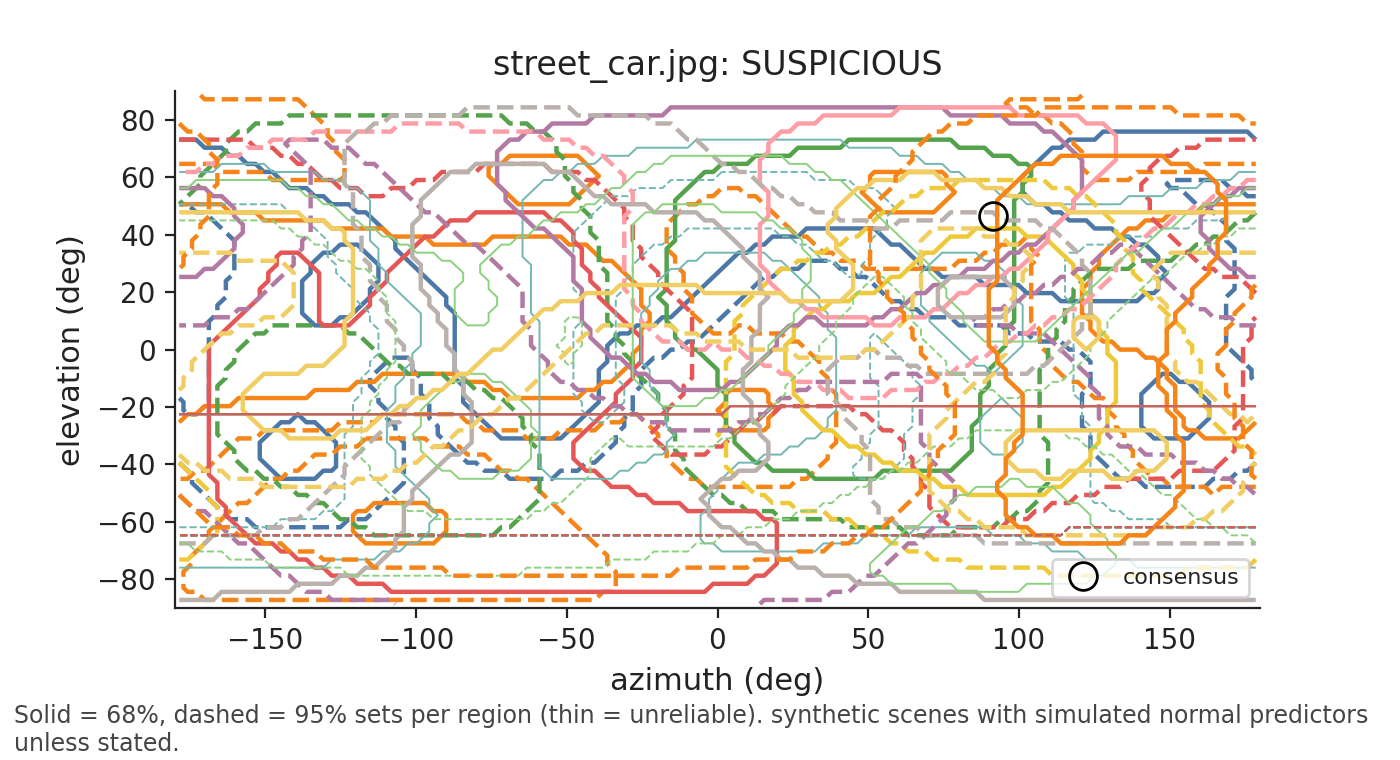 street_car.jpg: SUSPICIOUS
80
60
40
20
0
−20
−40
−60
−80
elevation (deg)
−150
−100
−50
0
50
100
150
azimuth (deg)
consensus
Solid = 68%, dashed = 95% sets per region (thin = unreliable). synthetic scenes with simulated normal predictors
unless stated.